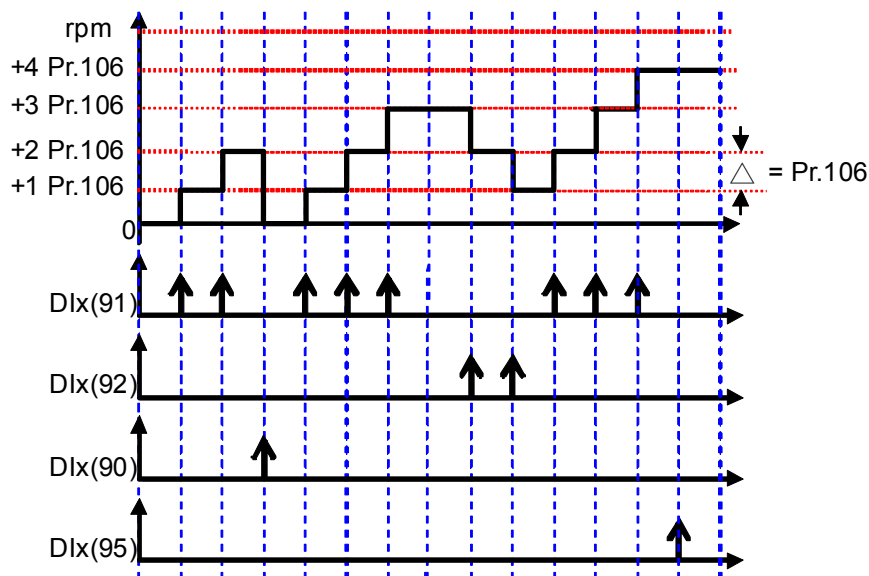 rpm
+4 Pr.106
+3 Pr.106
+2 Pr.106
+1 Pr.106
△ = Pr.106
0
DIx(91)
DIx(92)
DIx(90)
DIx(95)